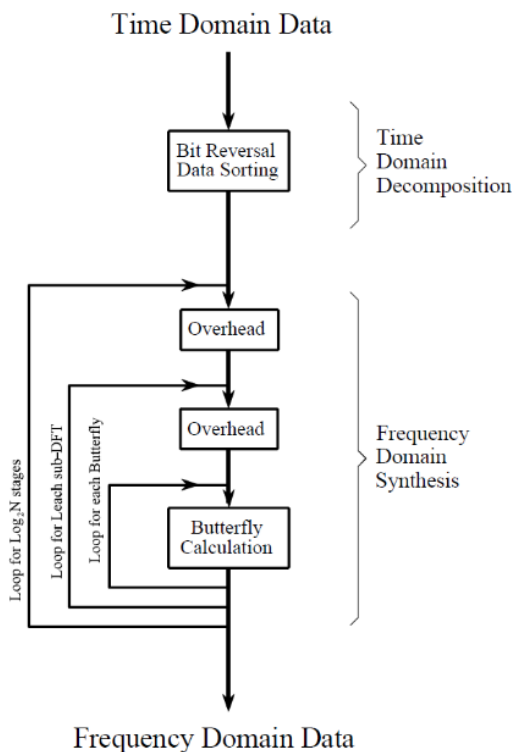 Time Domain Data
Bit Reversal
Data Sorting
Time
Domain
Decomposition
Overhead
Overhead
Butterfly
Calculation
Loop for Log₂N stages
Loop for Leach sub-DFT
Loop for each Butterfly
Frequency
Domain
Synthesis
Frequency Domain Data